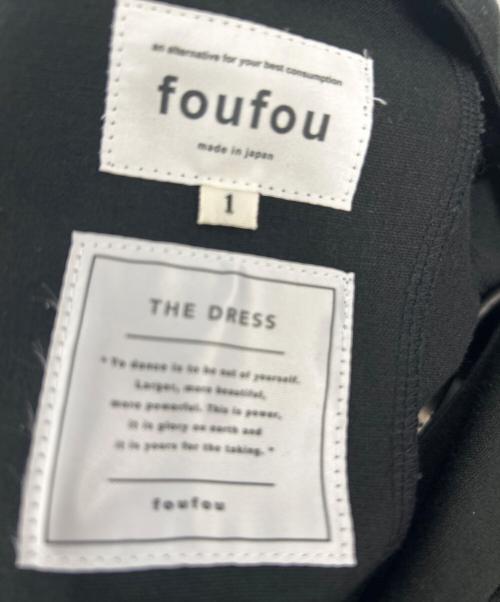 an alternative for your best consumption
foufou
made in japan
1
THE DRESS
" To dance is to be out of yourself.
Larger, more beautiful,
more powerful. This is power,
it is glory on earth and
it is yours for the taking. "
foufou